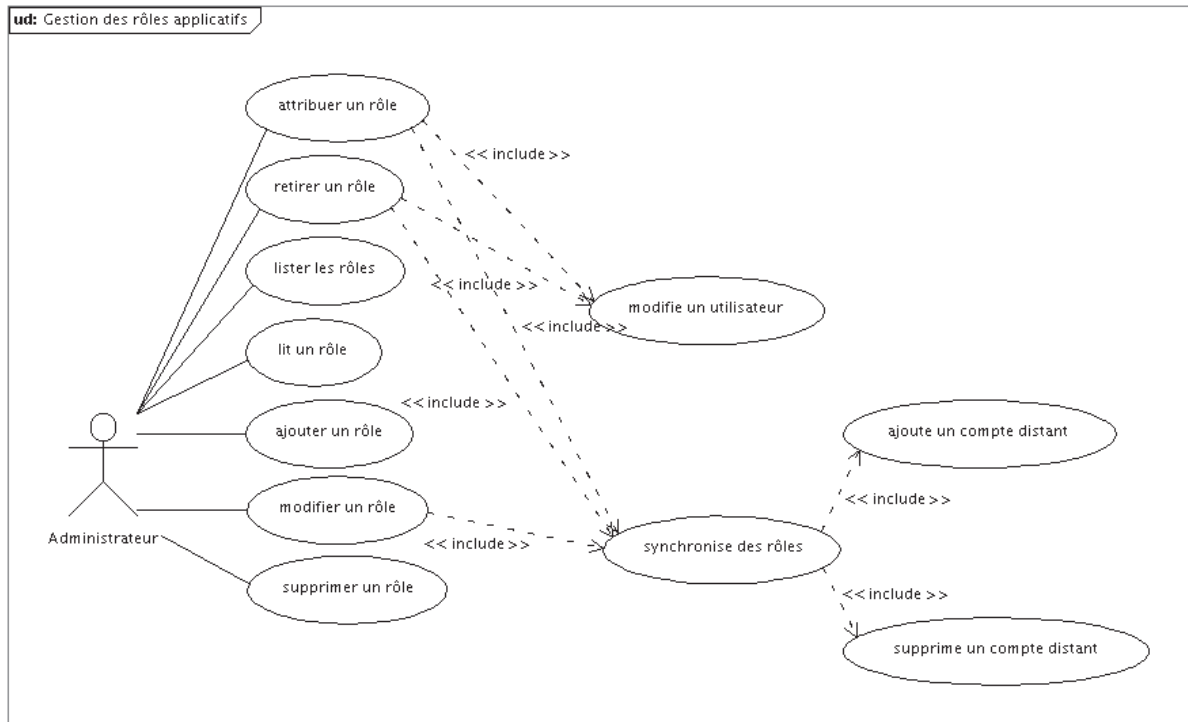 ud: Gestion des rôles applicatifs
attribuer un rôle
<< include >>
retirer un rôle
lister les rôles
<< include >>
modifie un utilisateur
<< include >>
lit un rôle
<< include >>
ajouter un rôle
ajoute un compte distant
<< include >>
modifier un rôle
Administrateur
<< include >>
synchronise des rôles
supprimer un rôle
<< include >>
supprime un compte distant